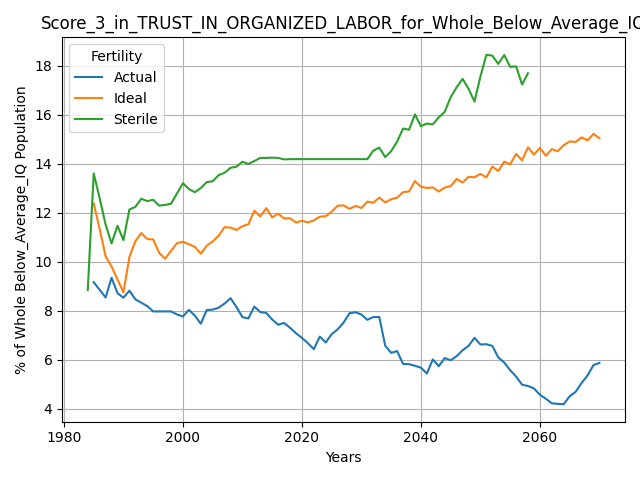 Score_3_in_TRUST_IN_ORGANIZED_LABOR_for_Whole_Below_Average_IQ
Fertility
Actual
Ideal
Sterile
% of Whole Below_Average_IQ Population
18
16
14
12
10
8
6
4
1980 2000 2020 2040 2060
Years